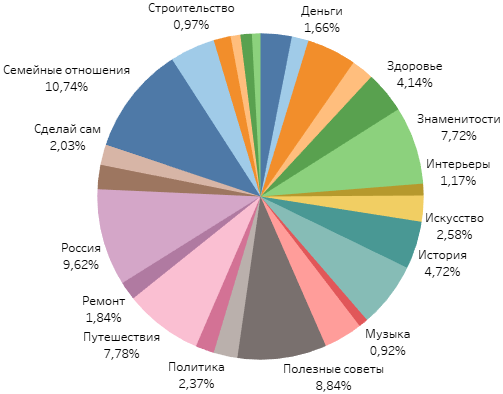 Строительство
0,97%
Деньги
1,66%
Здоровье
4,14%
Знаменитости
7,72%
Интерьеры
1,17%
Искусство
2,58%
История
4,72%
Музыка
0,92%
Полезные советы
8,84%
Политика
2,37%
Путешествия
7,78%
Ремонт
1,84%
Россия
9,62%
Сделай сам
2,03%
Семейные отношения
10,74%